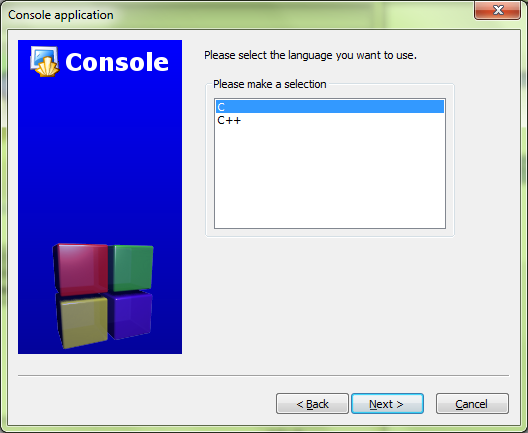 Console application
Console
Please select the language you want to use.
Please make a selection
C
C++
< Back
Next >
Cancel